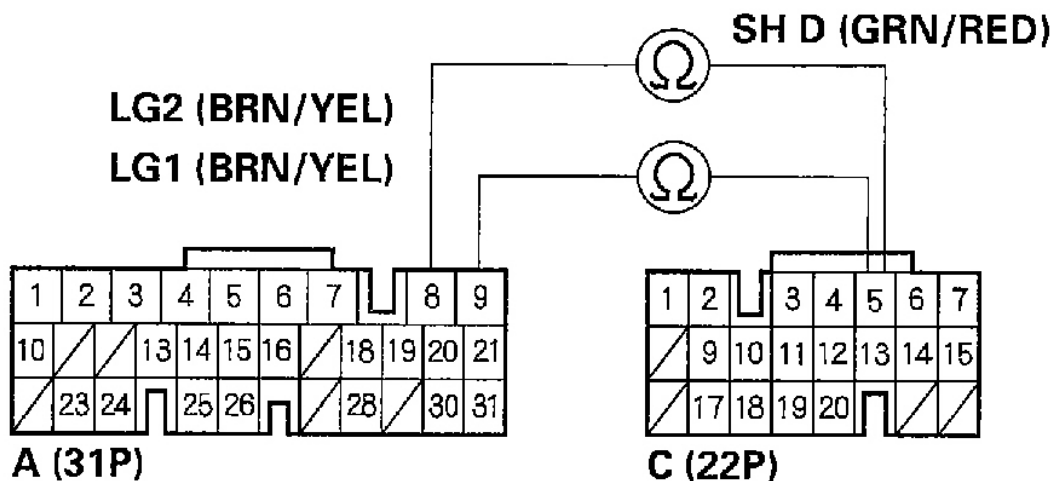 SH D (GRN/RED)
Ω
LG2 (BRN/YEL)
LG1 (BRN/YEL)
Ω
1 2 3 4 5 6 7 8 9
10 13 14 15 16 18 19 20 21
23 24 25 26 28 30 31
A (31P)
1 2 3 4 5 6 7
9 10 11 12 13 14 15
17 18 19 20
C (22P)